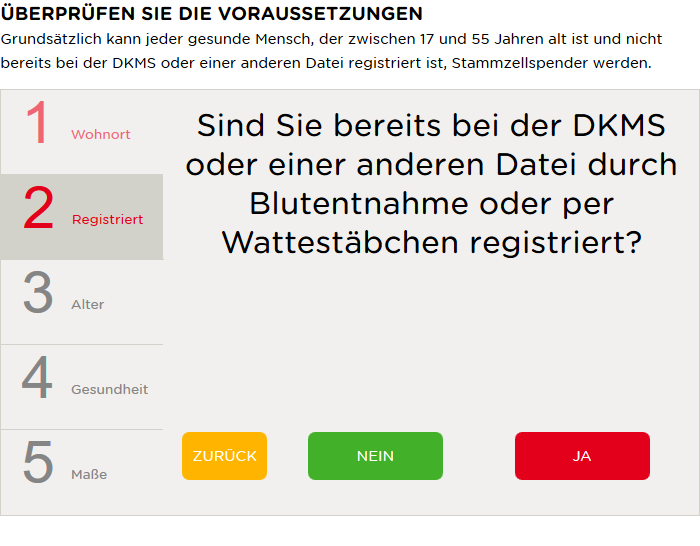 ÜBERPRÜFEN SIE DIE VORAUSSETZUNGEN
Grundsätzlich kann jeder gesunde Mensch, der zwischen 17 und 55 Jahren alt ist und nicht
bereits bei der DKMS oder einer anderen Datei registriert ist, Stammzellspender werden.
1 Wohnort
2 Registriert
3 Alter
4 Gesundheit
5 Maße
Sind Sie bereits bei der DKMS
oder einer anderen Datei durch
Blutentnahme oder per
Wattestäbchen registriert?
ZURÜCK
NEIN
JA